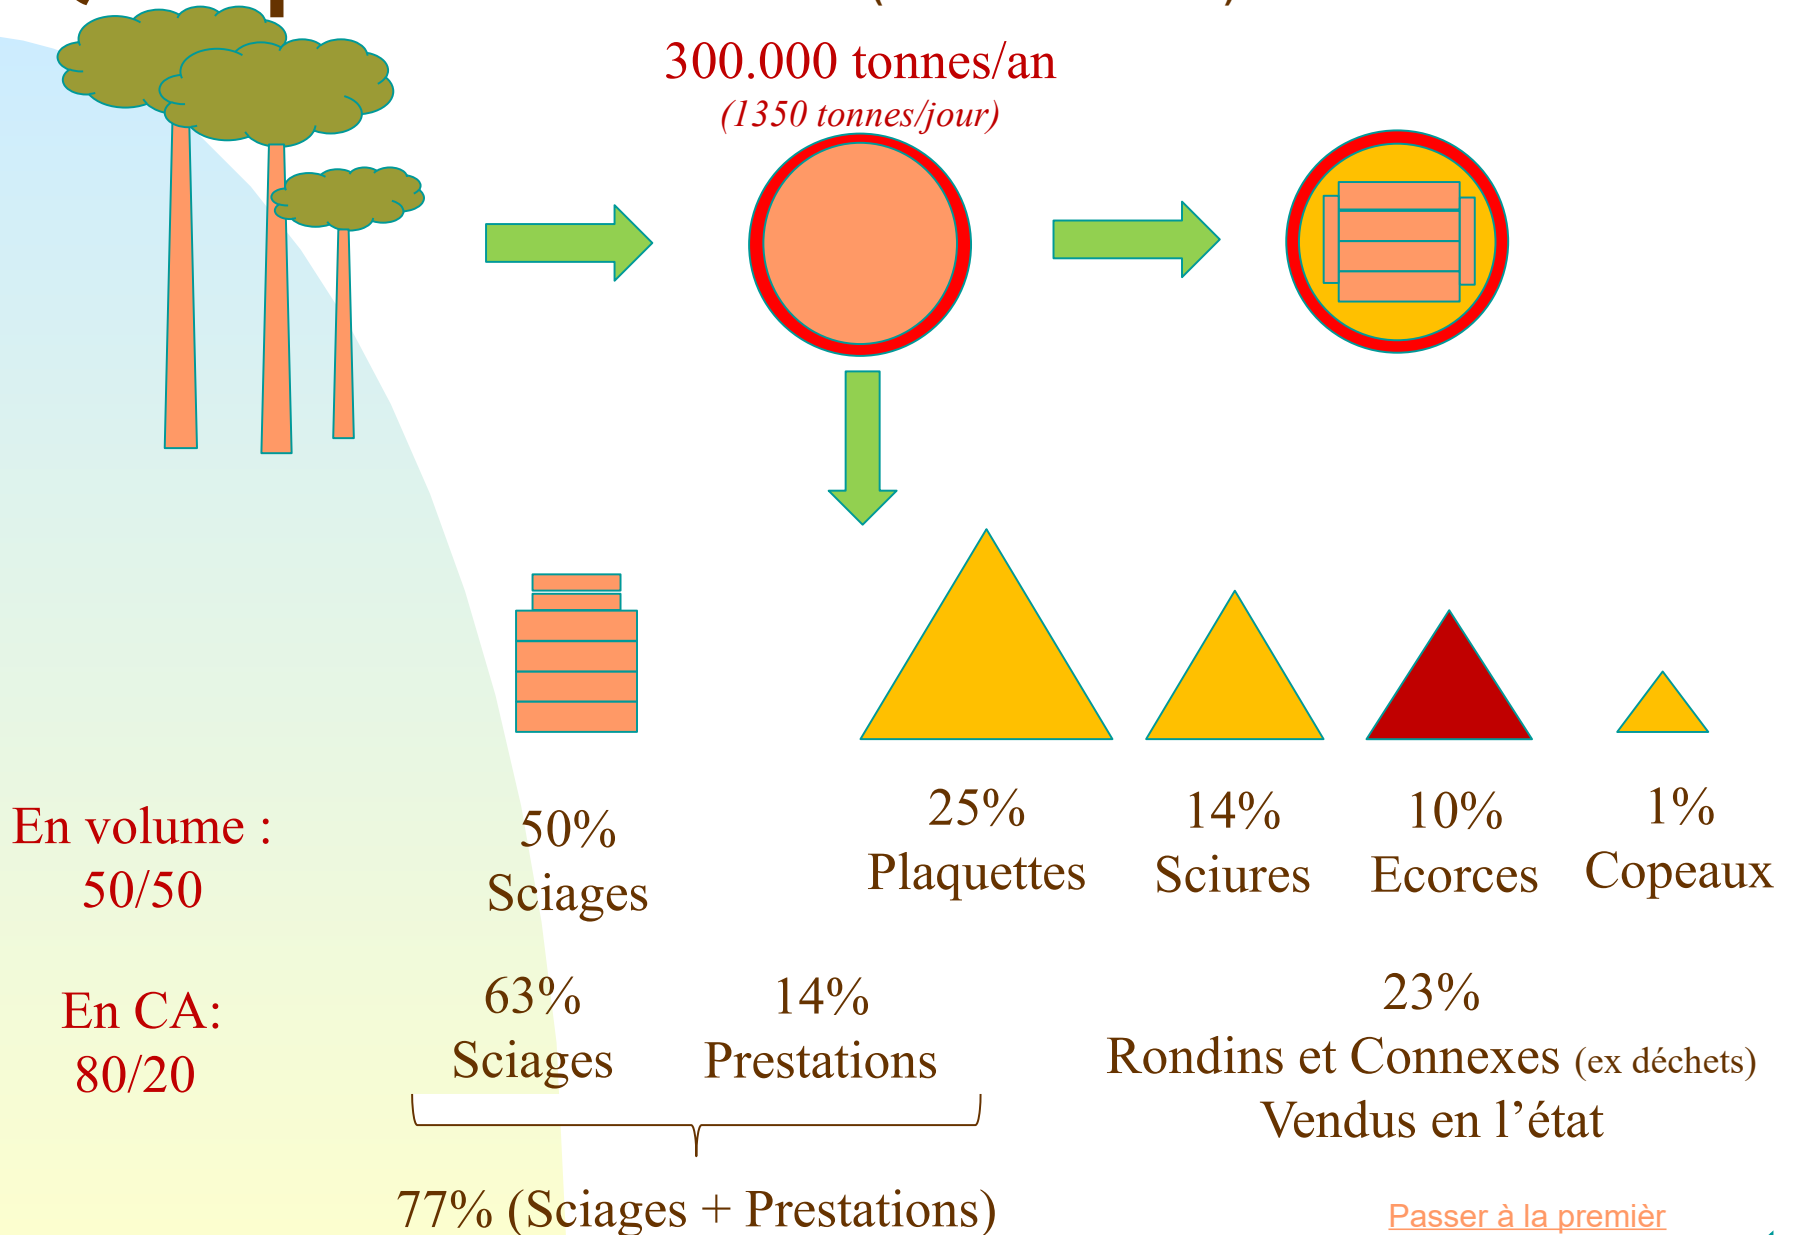 300.000 tonnes/an
(1350 tonnes/jour)
En volume :
50/50
50%
Sciages
25%
Plaquettes
14%
Sciures
10%
Ecorces
1%
Copeaux
En CA:
80/20
63%
Sciages
14%
Prestations
23%
Rondins et Connexes (ex déchets)
Vendus en l’état
77% (Sciages + Prestations)
Passer à la premièr